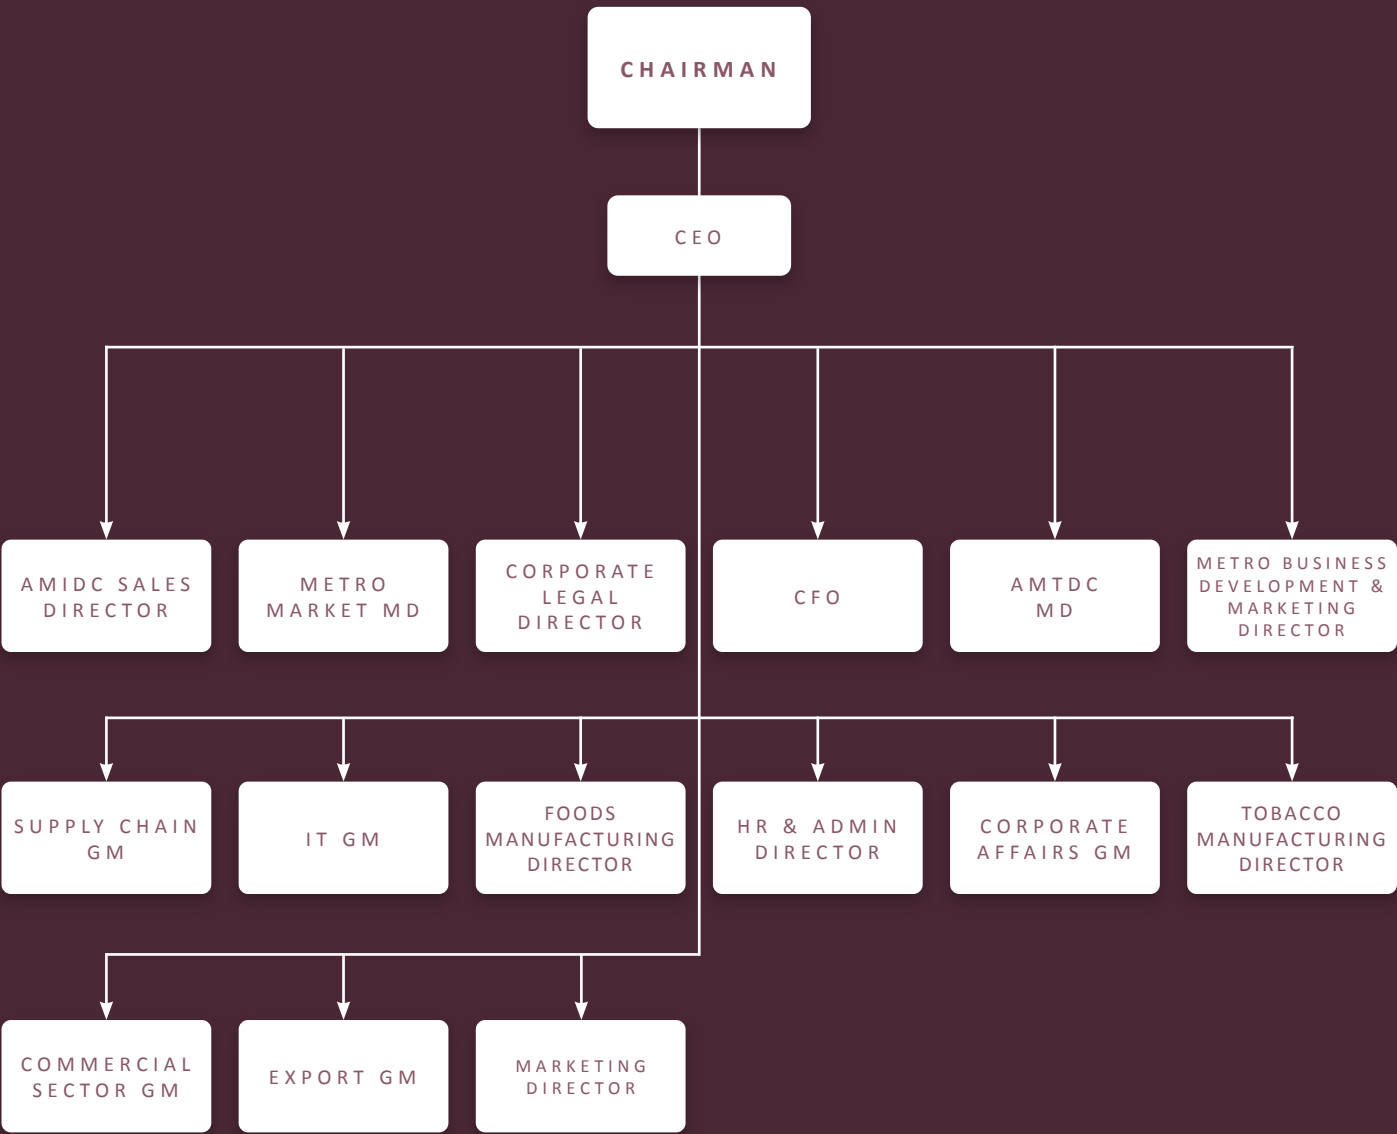 CHAIRMAN
CEO
AMIDC SALES
DIRECTOR
METRO
MARKET MD
CORPORATE
LEGAL
DIRECTOR
CFO
AMTDC
MD
METRO BUSINESS
DEVELOPMENT &
MARKETING
DIRECTOR
SUPPLY CHAIN
GM
IT GM
FOODS
MANUFACTURING
DIRECTOR
HR & ADMIN
DIRECTOR
CORPORATE
AFFAIRS GM
TOBACCO
MANUFACTURING
DIRECTOR
COMMERCIAL
SECTOR GM
EXPORT GM
MARKETING
DIRECTOR